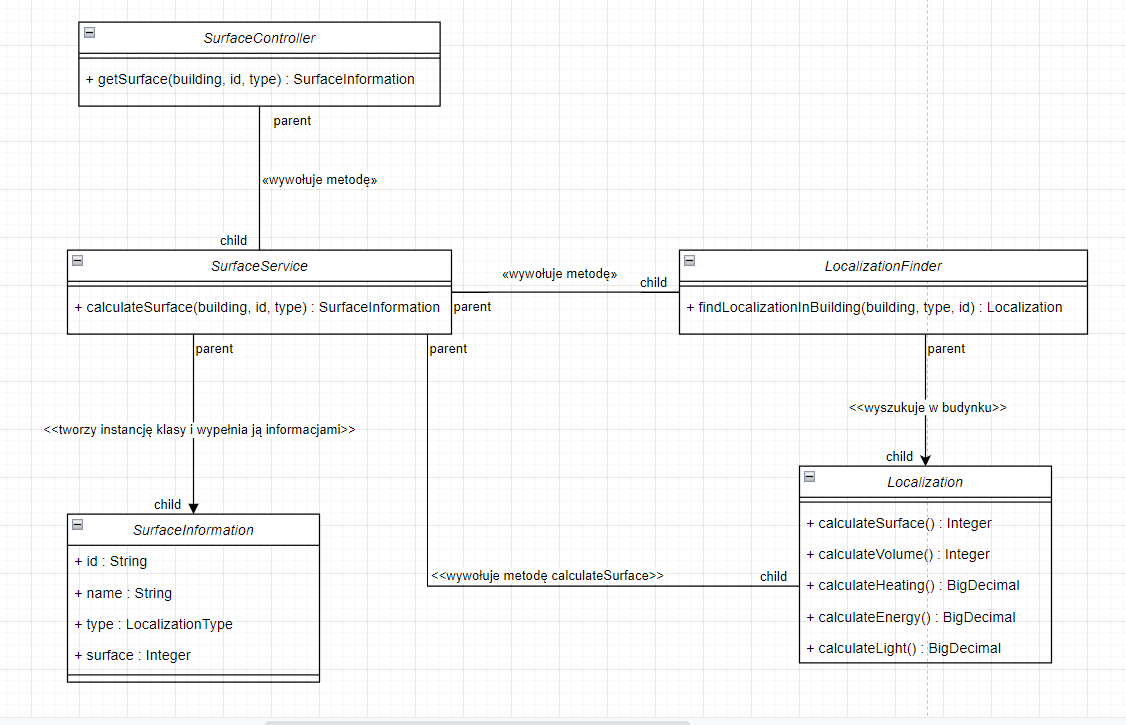 SurfaceController
+ getSurface(building, id, type) : SurfaceInformation
parent
«wywołuje metodę»
child
SurfaceService
+ calculateSurface(building, id, type) : SurfaceInformation
«wywołuje metodę»
child
parent
LocalizationFinder
+ findLocalizationInBuilding(building, type, id) : Localization
parent
parent
parent
<<wyszukuje w budynku>>
<<tworzy instancję klasy i wypełnia ją informacjami>>
child
child
Localization
+ calculateSurface() : Integer
+ calculateVolume() : Integer
+ calculateHeating() : BigDecimal
+ calculateEnergy() : BigDecimal
+ calculateLight() : BigDecimal
SurfaceInformation
+ id : String
+ name : String
+ type : LocalizationType
+ surface : Integer
<<wywołuje metodę calculateSurface>>
child